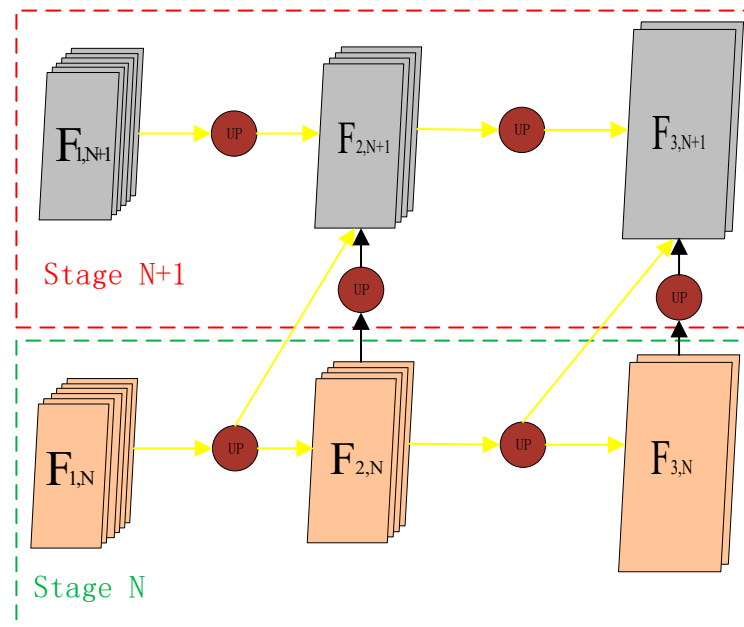 F1,N+1
UP
F2,N+1
UP
F3,N+1
Stage N+1
UP
UP
F1,N
UP
F2,N
UP
F3,N
Stage N